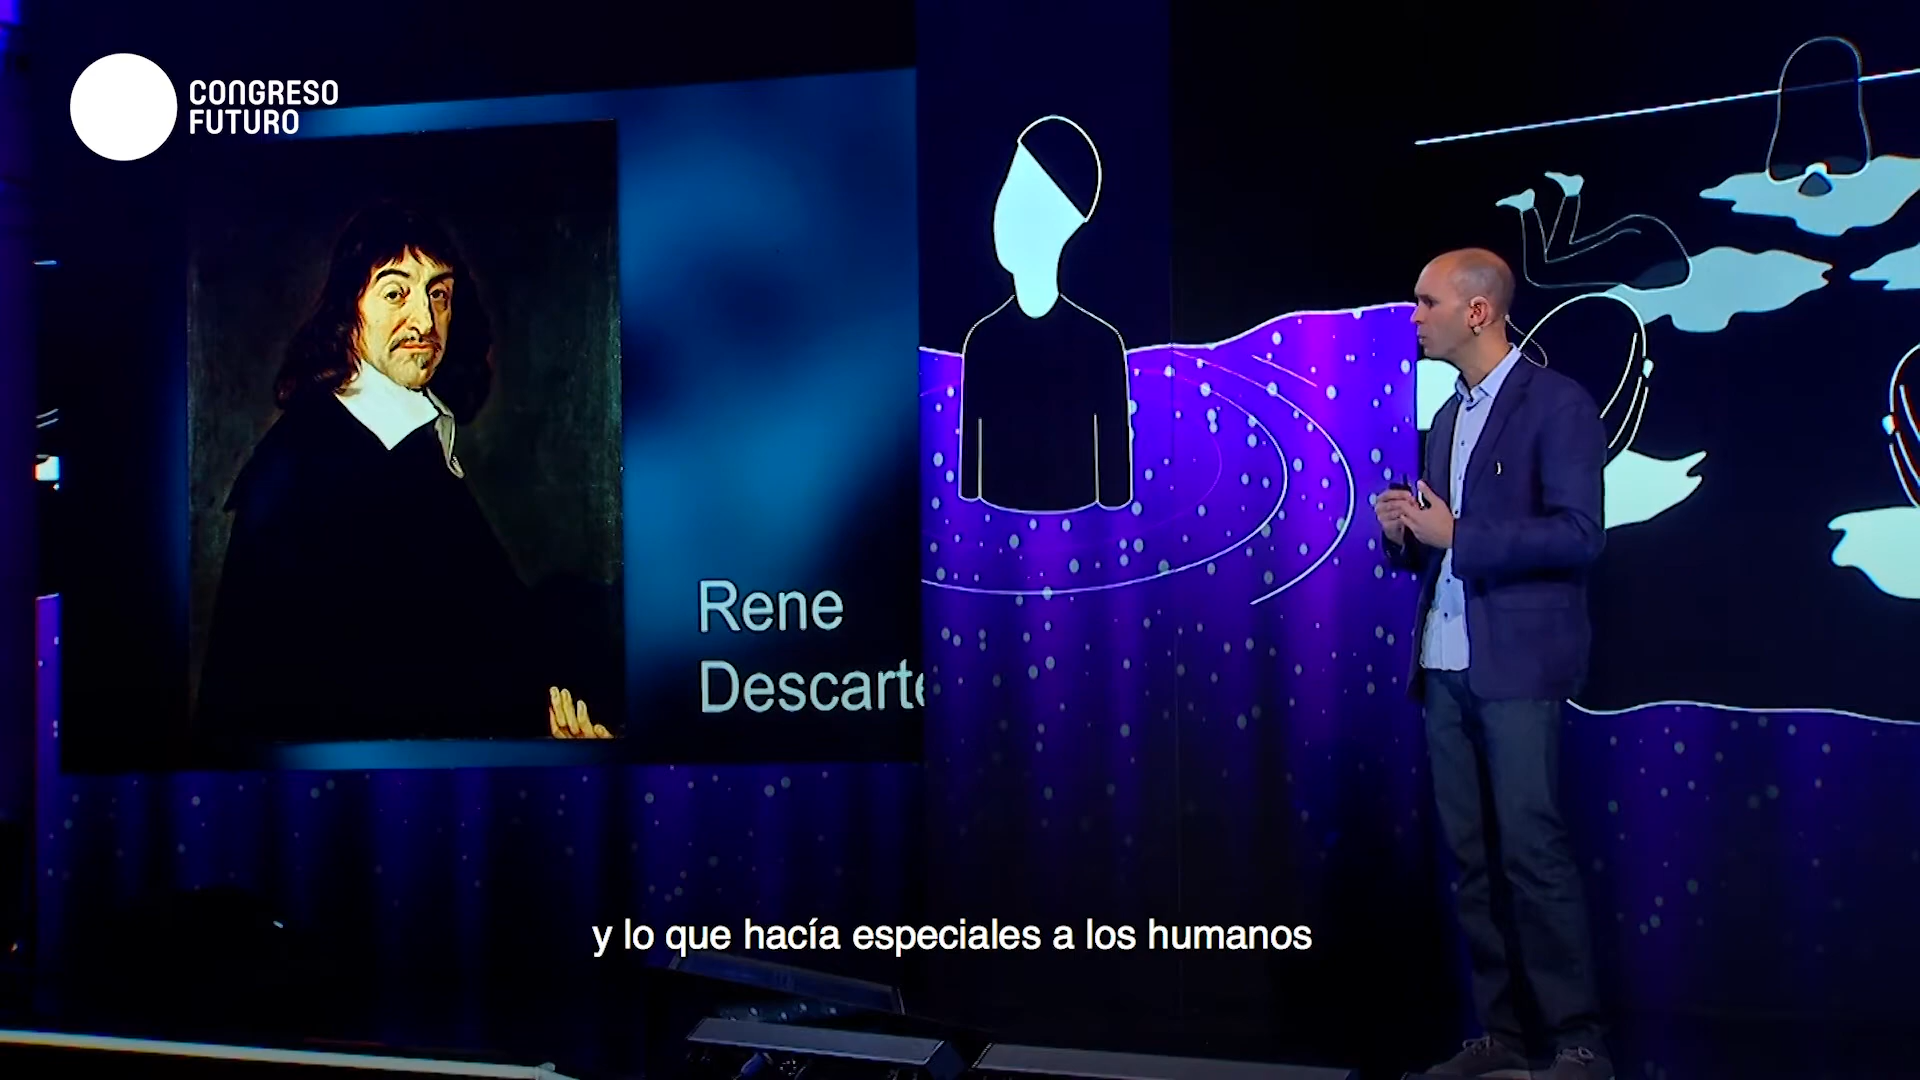 CONGRESO
FUTURO
Rene
Descarte
y lo que hacía especiales a los humanos